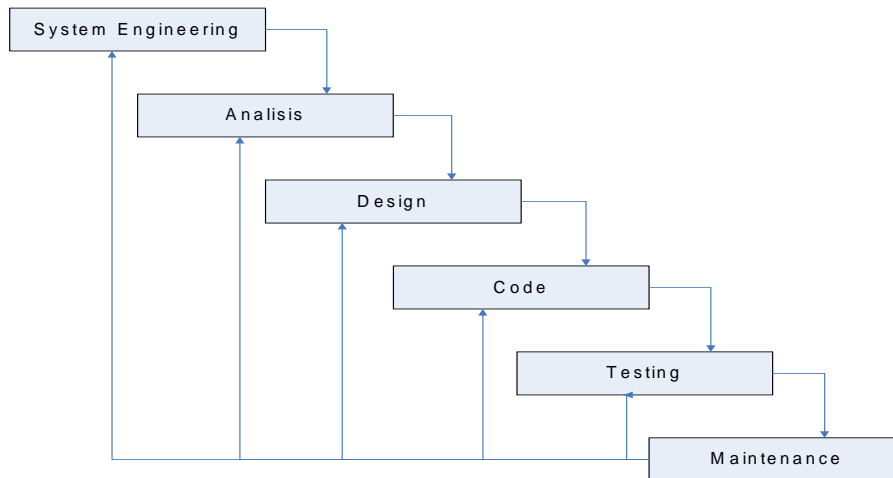 System Engineering
Analisis
Design
Code
Testing
Maintenance